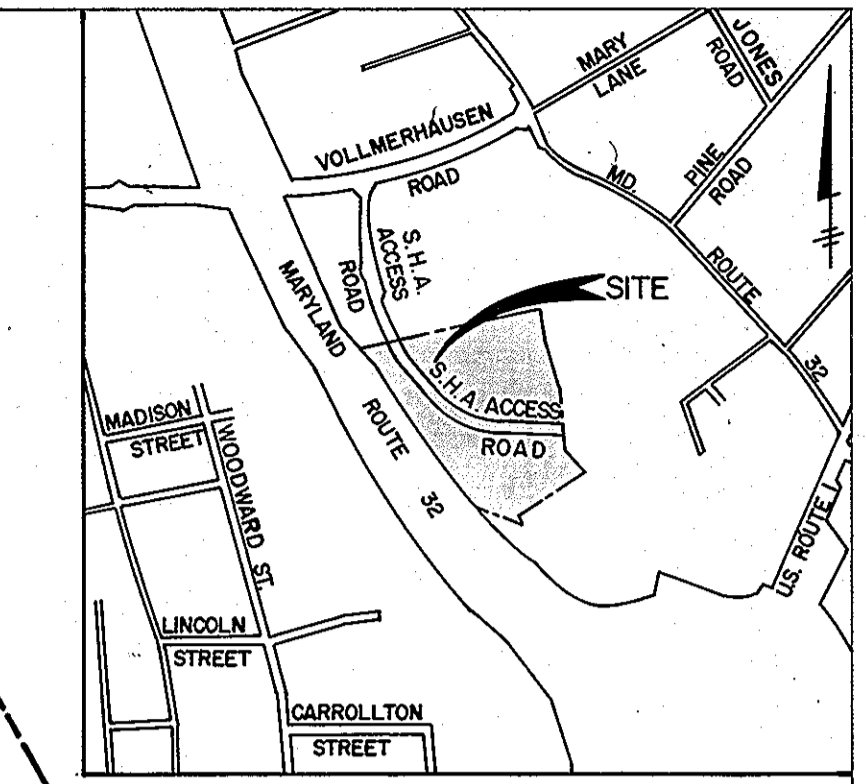 JONES
ROAD
MARY
LANE
VOLLMERHAUSEN
ROAD
PINE
ROAD
MD.
ROUTE
32
S.H.A.
ACCESS
ROAD
SITE
MARYLAND
ROUTE
32
S.H.A. ACCESS
ROAD
MADISON
STREET
WOODWARD ST.
U.S. ROUTE 1
LINCOLN
STREET
CARROLLTON
STREET